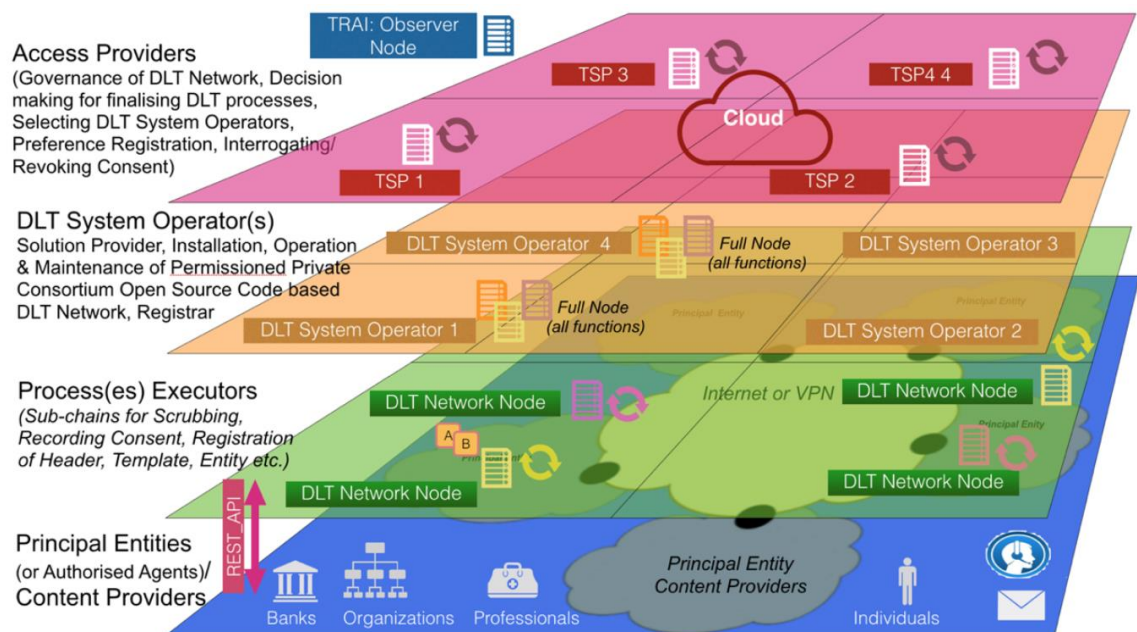 TRAI: Observer
Node
Access Providers
(Governance of DLT Network, Decision
making for finalising DLT processes,
Selecting DLT System Operators,
Preference Registration, Interrogating/
Revoking Consent)
TSP 3
TSP4 4
Cloud
TSP 1
TSP 2
DLT System Operator(s)
Solution Provider, Installation, Operation
& Maintenance of Permissioned Private
Consortium Open Source Code based
DLT Network, Registrar
DLT System Operator 4
Full Node
(all functions)
DLT System Operator 3
DLT System Operator 1
Full Node
(all functions)
Principal Entity
Principal Entity
DLT System Operator 2
Process(es) Executors
(Sub-chains for Scrubbing,
Recording Consent, Registration
of Header, Template, Entity etc.)
DLT Network Node
Internet or VPN
DLT Network Node
A
B
Principal Enity
DLT Network Node
DLT Network Node
REST_API
Principal Entities
(or Authorised Agents)/
Content Providers
Principal Entity
Content Providers
Banks
Organizations
Professionals
Individuals